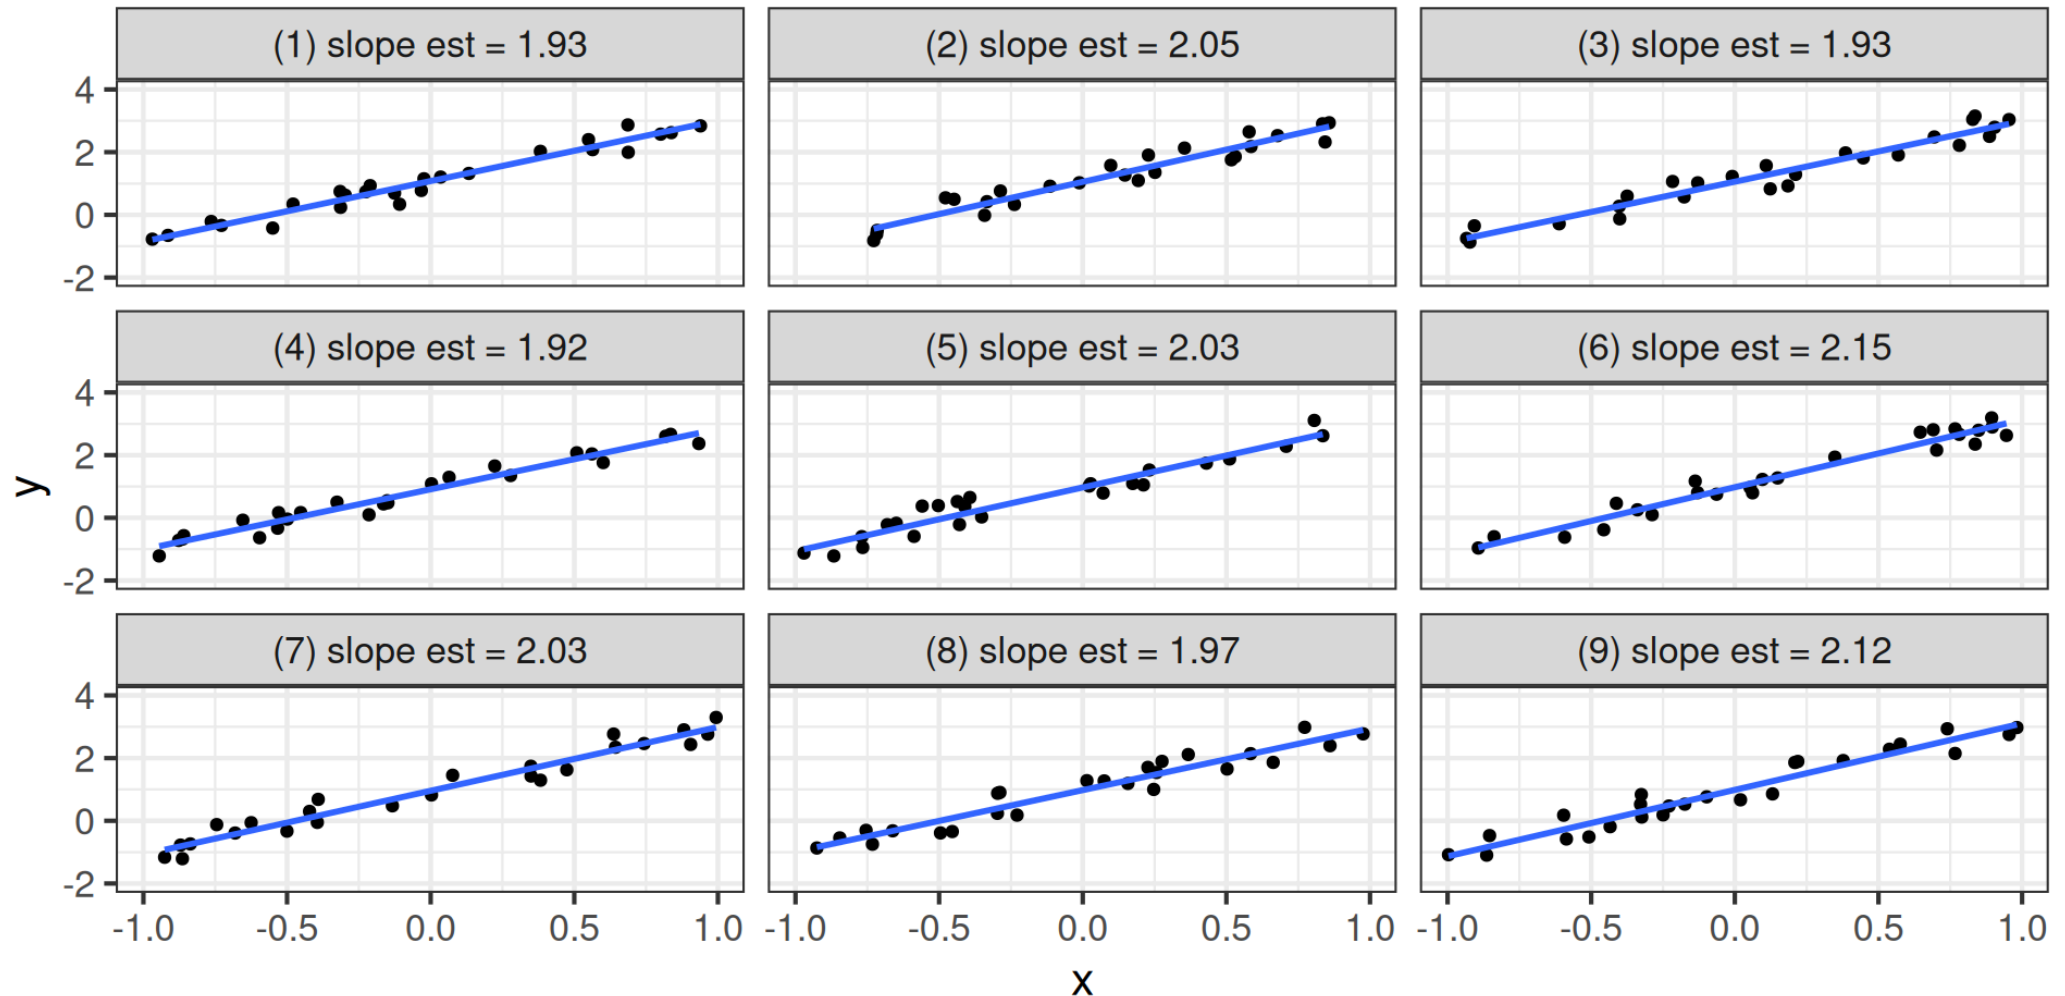 (1) slope est = 1.93
(2) slope est = 2.05
(3) slope est = 1.93
4
2
0
-2
(4) slope est = 1.92
(5) slope est = 2.03
(6) slope est = 2.15
4
2
0
-2
y
(7) slope est = 2.03
(8) slope est = 1.97
(9) slope est = 2.12
4
2
0
-2
-1.0 -0.5 0.0 0.5 1.0
-1.0 -0.5 0.0 0.5 1.0
-1.0 -0.5 0.0 0.5 1.0
x